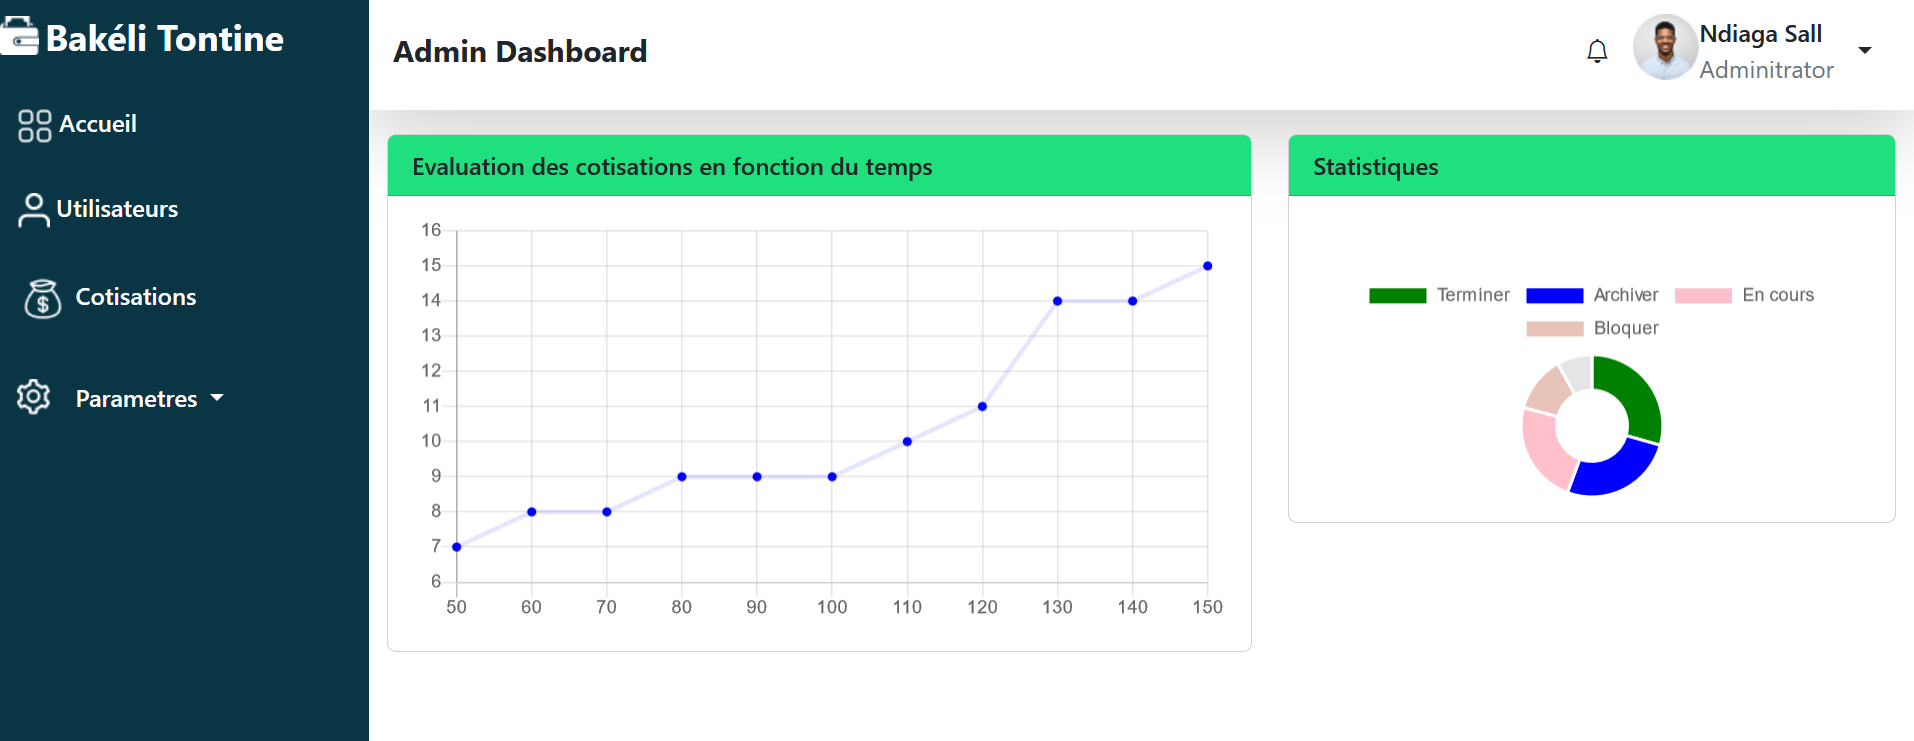 Bakéli Tontine
Accueil
Utilisateurs
Cotisations
Parametres
Admin Dashboard
Ndiaga Sall
Adminitrator
Evaluation des cotisations en fonction du temps
16
15
14
13
12
11
10
9
8
7
6
50 60 70 80 90 100 110 120 130 140 150
Statistiques
Terminer Archiver En cours
Bloquer